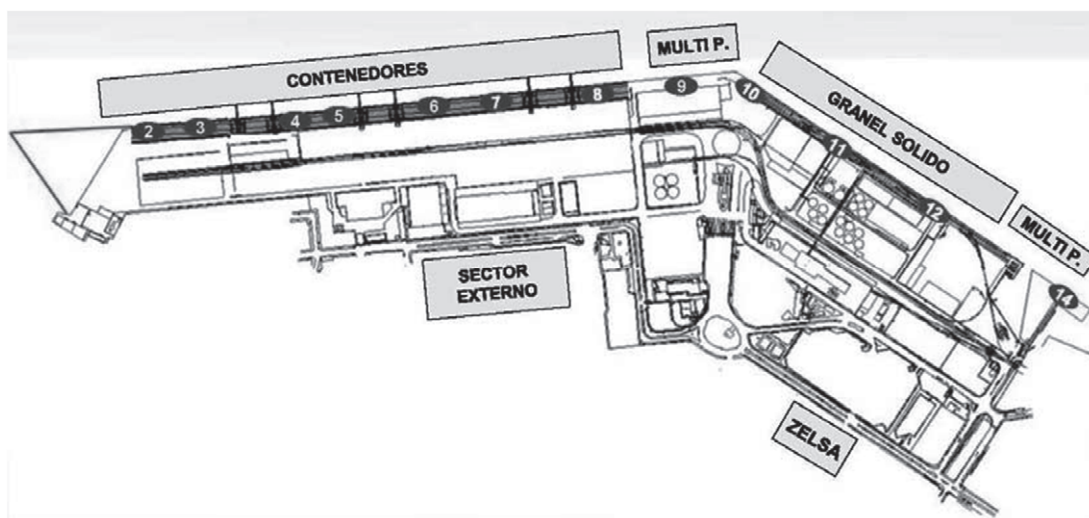 CONTENEDORES
MULTI P.
GRANEL SOLIDO
MULTI P.
2
3
4
5
6
7
8
9
10
11
12
14
SECTOR
EXTERNO
ZELSA